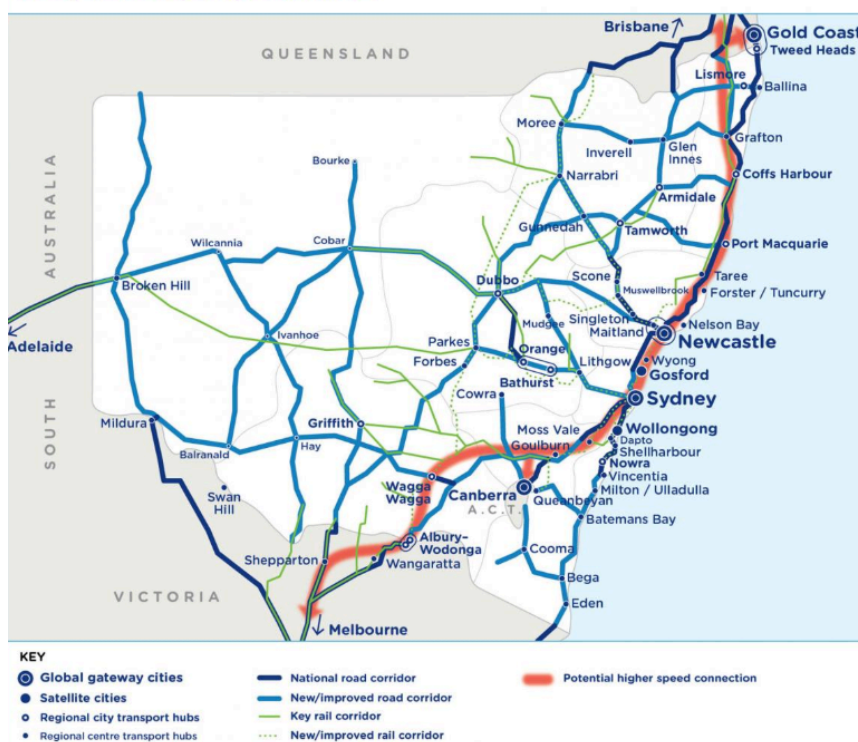 Brisbane
Gold Coast
Tweed Heads
QUEENSLAND
Lismore
Ballina
Moree
Inverell
Glen
Innes
Grafton
Bourke
Narrabri
Coffs Harbour
Armidale
Gunnedah
Tamworth
Wilcannia
Cobar
Port Macquarie
Broken Hill
Dubbo
Scone
Muswellbrook
Taree
Forster / Tuncurry
Adelaide
Ivanhoe
Mudgee
Singleton
Maitland
Nelson Bay
Newcastle
Parkes
Orange
Forbes
Bathurst
Lithgow
Wyong
Gosford
Cowra
Sydney
Mildura
Griffith
Moss Vale
Goulburn
Wollongong
Dapto
Shellharbour
Balranald
Hay
Nowra
Vincentia
Swan
Hill
Wagga
Wagga
Canberra
Queanbeyan
Milton / Ulladulla
A.C.T.
Batemans Bay
Albury–
Wodonga
Cooma
Shepparton
Wangaratta
Bega
VICTORIA
Eden
Melbourne
SOUTH AUSTRALIA
KEY
Global gateway cities
Satellite cities
Regional city transport hubs
Regional centre transport hubs
National road corridor
New/improved road corridor
Key rail corridor
New/improved rail corridor
Potential higher speed connection